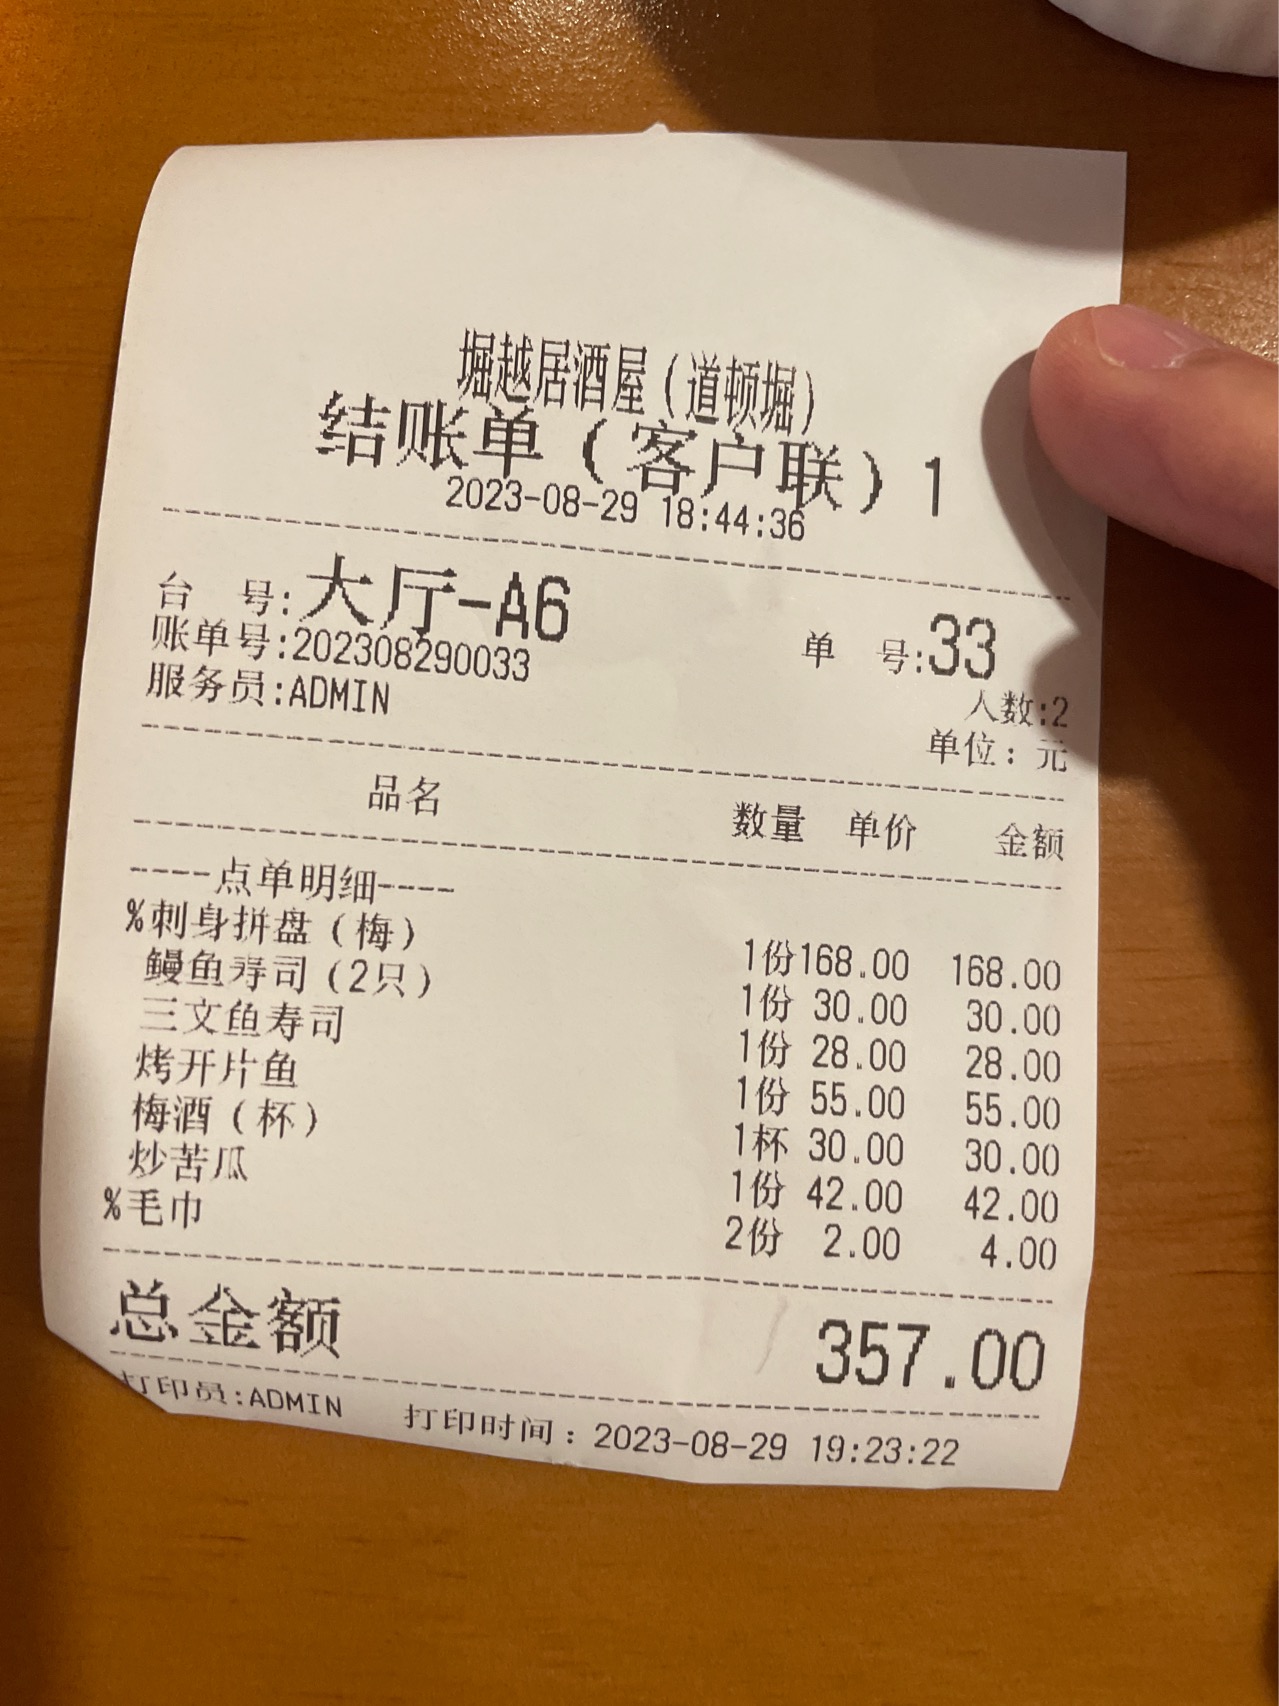 堀越居酒屋(道顿堀)
结账单(客户联)1
2023-08-29 18:44:36
台 号:大厅-A6 单 号:33
账单号:202308290033 人数:2
服务员:ADMIN 单位:元
品名 数量 单价 金额
----点单明细----
%刺身拼盘(梅) 1份 168.00 168.00
鳗鱼寿司(2只) 1份 30.00 30.00
三文鱼寿司 1份 28.00 28.00
烤开片鱼 1份 55.00 55.00
梅酒(杯) 1杯 30.00 30.00
炒苦瓜 1份 42.00 42.00
%毛巾 2份 2.00 4.00
总金额 357.00
打印员:ADMIN 打印时间:2023-08-29 19:23:22